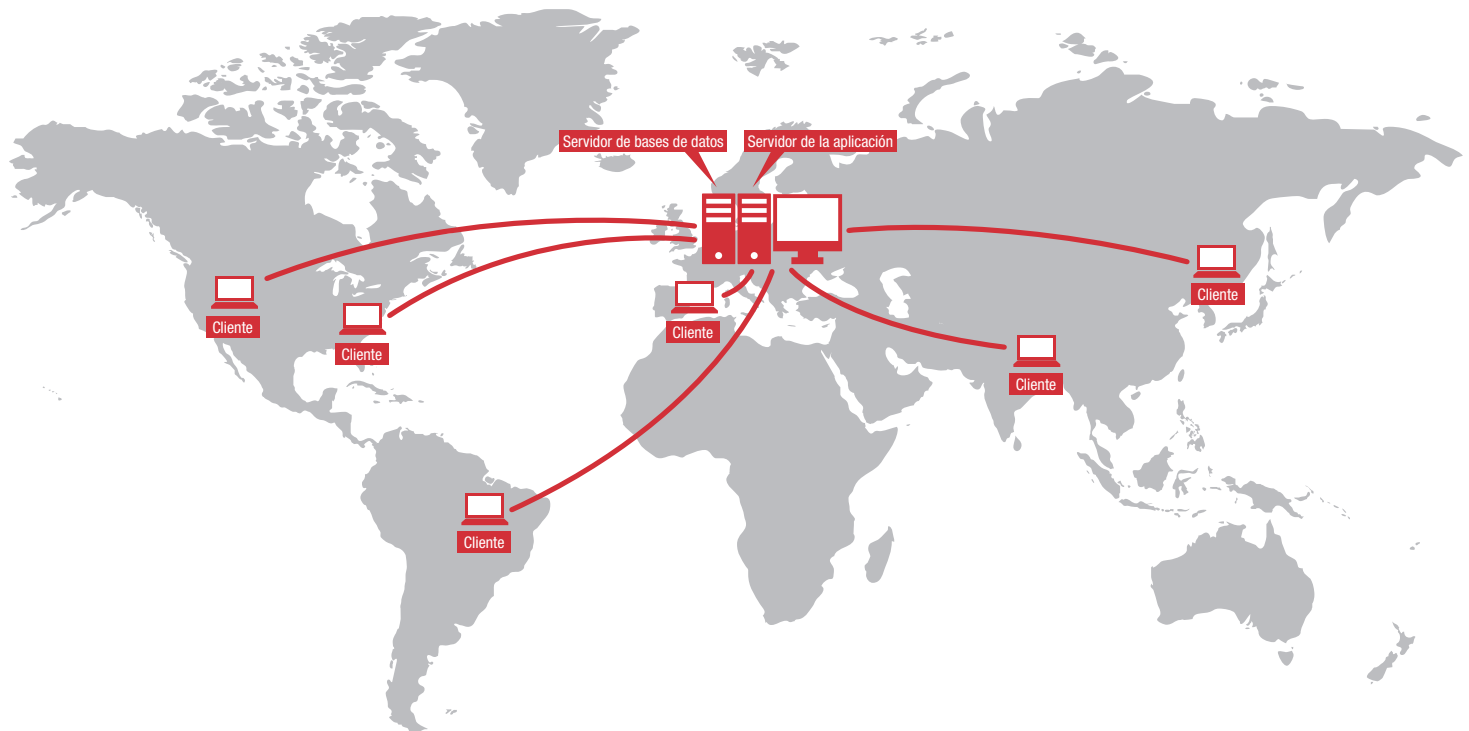 Servidor de bases de datos
Servidor de la aplicación
Cliente
Cliente
Cliente
Cliente
Cliente
Cliente